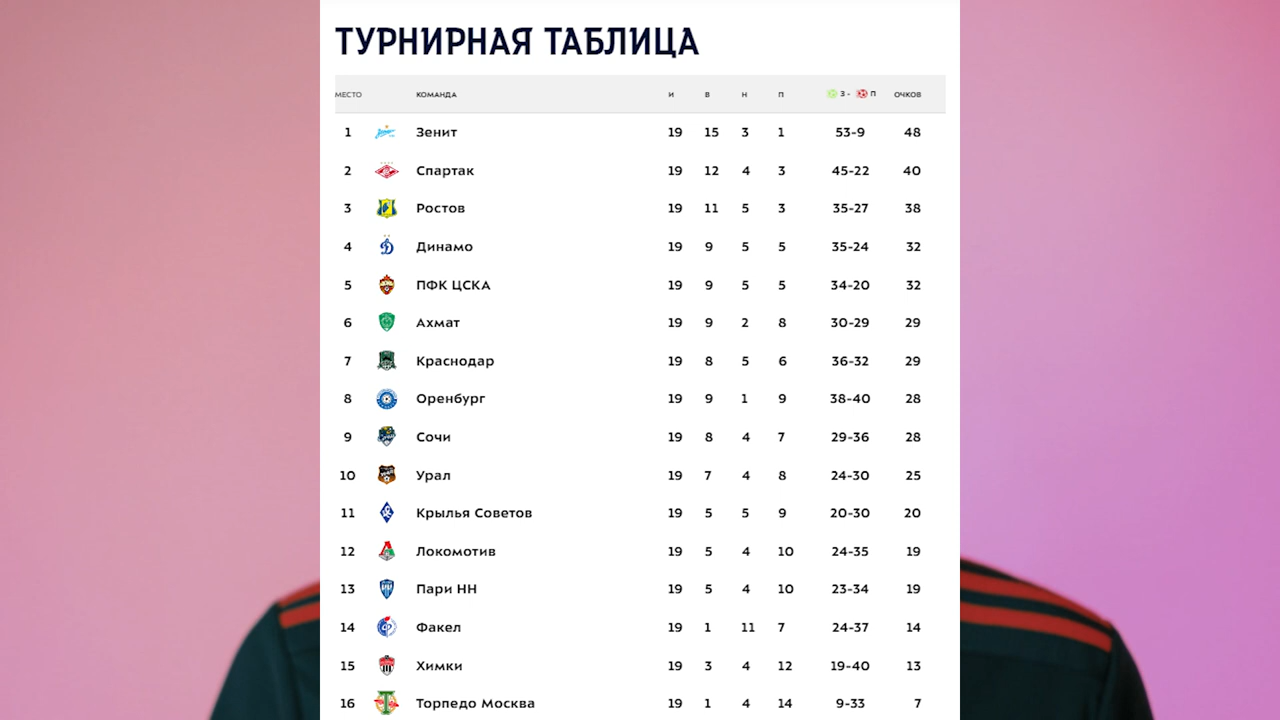 ТУРНИРНАЯ ТАБЛИЦА
МЕСТО КОМАНДА И В Н П З - П ОЧКОВ
1 Зенит 19 15 3 1 53-9 48
2 Спартак 19 12 4 3 45-22 40
3 Ростов 19 11 5 3 35-27 38
4 Динамо 19 9 5 5 35-24 32
5 ПФК ЦСКА 19 9 5 5 34-20 32
6 Ахмат 19 9 2 8 30-29 29
7 Краснодар 19 8 5 6 36-32 29
8 Оренбург 19 9 1 9 38-40 28
9 Сочи 19 8 4 7 29-36 28
10 Урал 19 7 4 8 24-30 25
11 Крылья Советов 19 5 5 9 20-30 20
12 Локомотив 19 5 4 10 24-35 19
13 Пари НН 19 5 4 10 23-34 19
14 Факел 19 1 11 7 24-37 14
15 Химки 19 3 4 12 19-40 13
16 Торпедо Москва 19 1 4 14 9-33 7